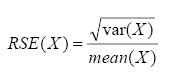 RSE(X) = √var(X) / mean(X)